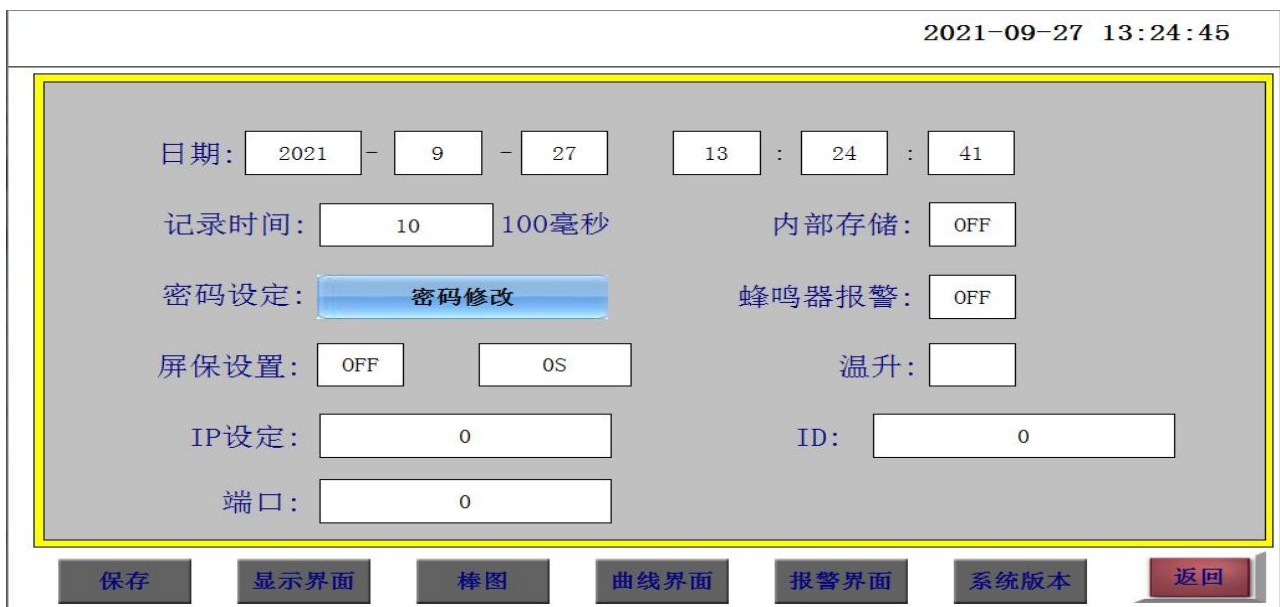 2021-09-27 13:24:45
日期: 2021 - 9 - 27 13 : 24 : 41
记录时间: 10 100毫秒 内部存储: OFF
密码设定: 密码修改 蜂鸣器报警: OFF
屏保设置: OFF 0S 温升:
IP设定: 0 ID: 0
端口: 0
保存 显示界面 棒图 曲线界面 报警界面 系统版本 返回